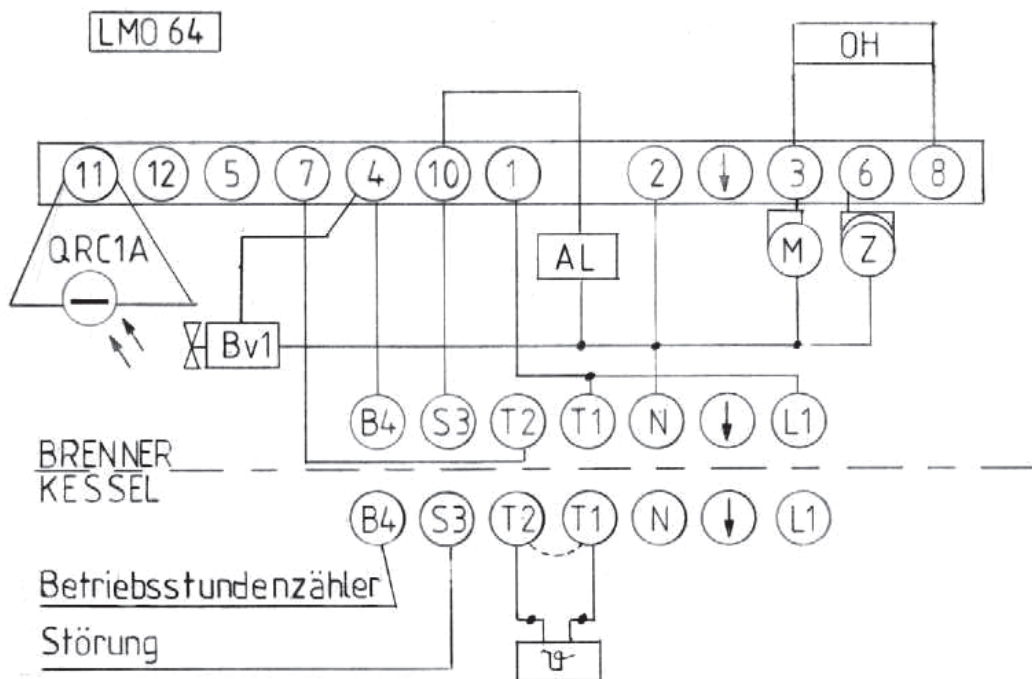 LMO 64
OH
11 12 5 7 4 10 1 2 ↓ 3 6 8
QRC1A
AL
M Z
Bv1
B4 S3 T2 T1 N ↓ L1
BRENNER
KESSEL
B4 S3 T2 T1 N ↓ L1
Betriebsstundenzähler
Störung
ϑ